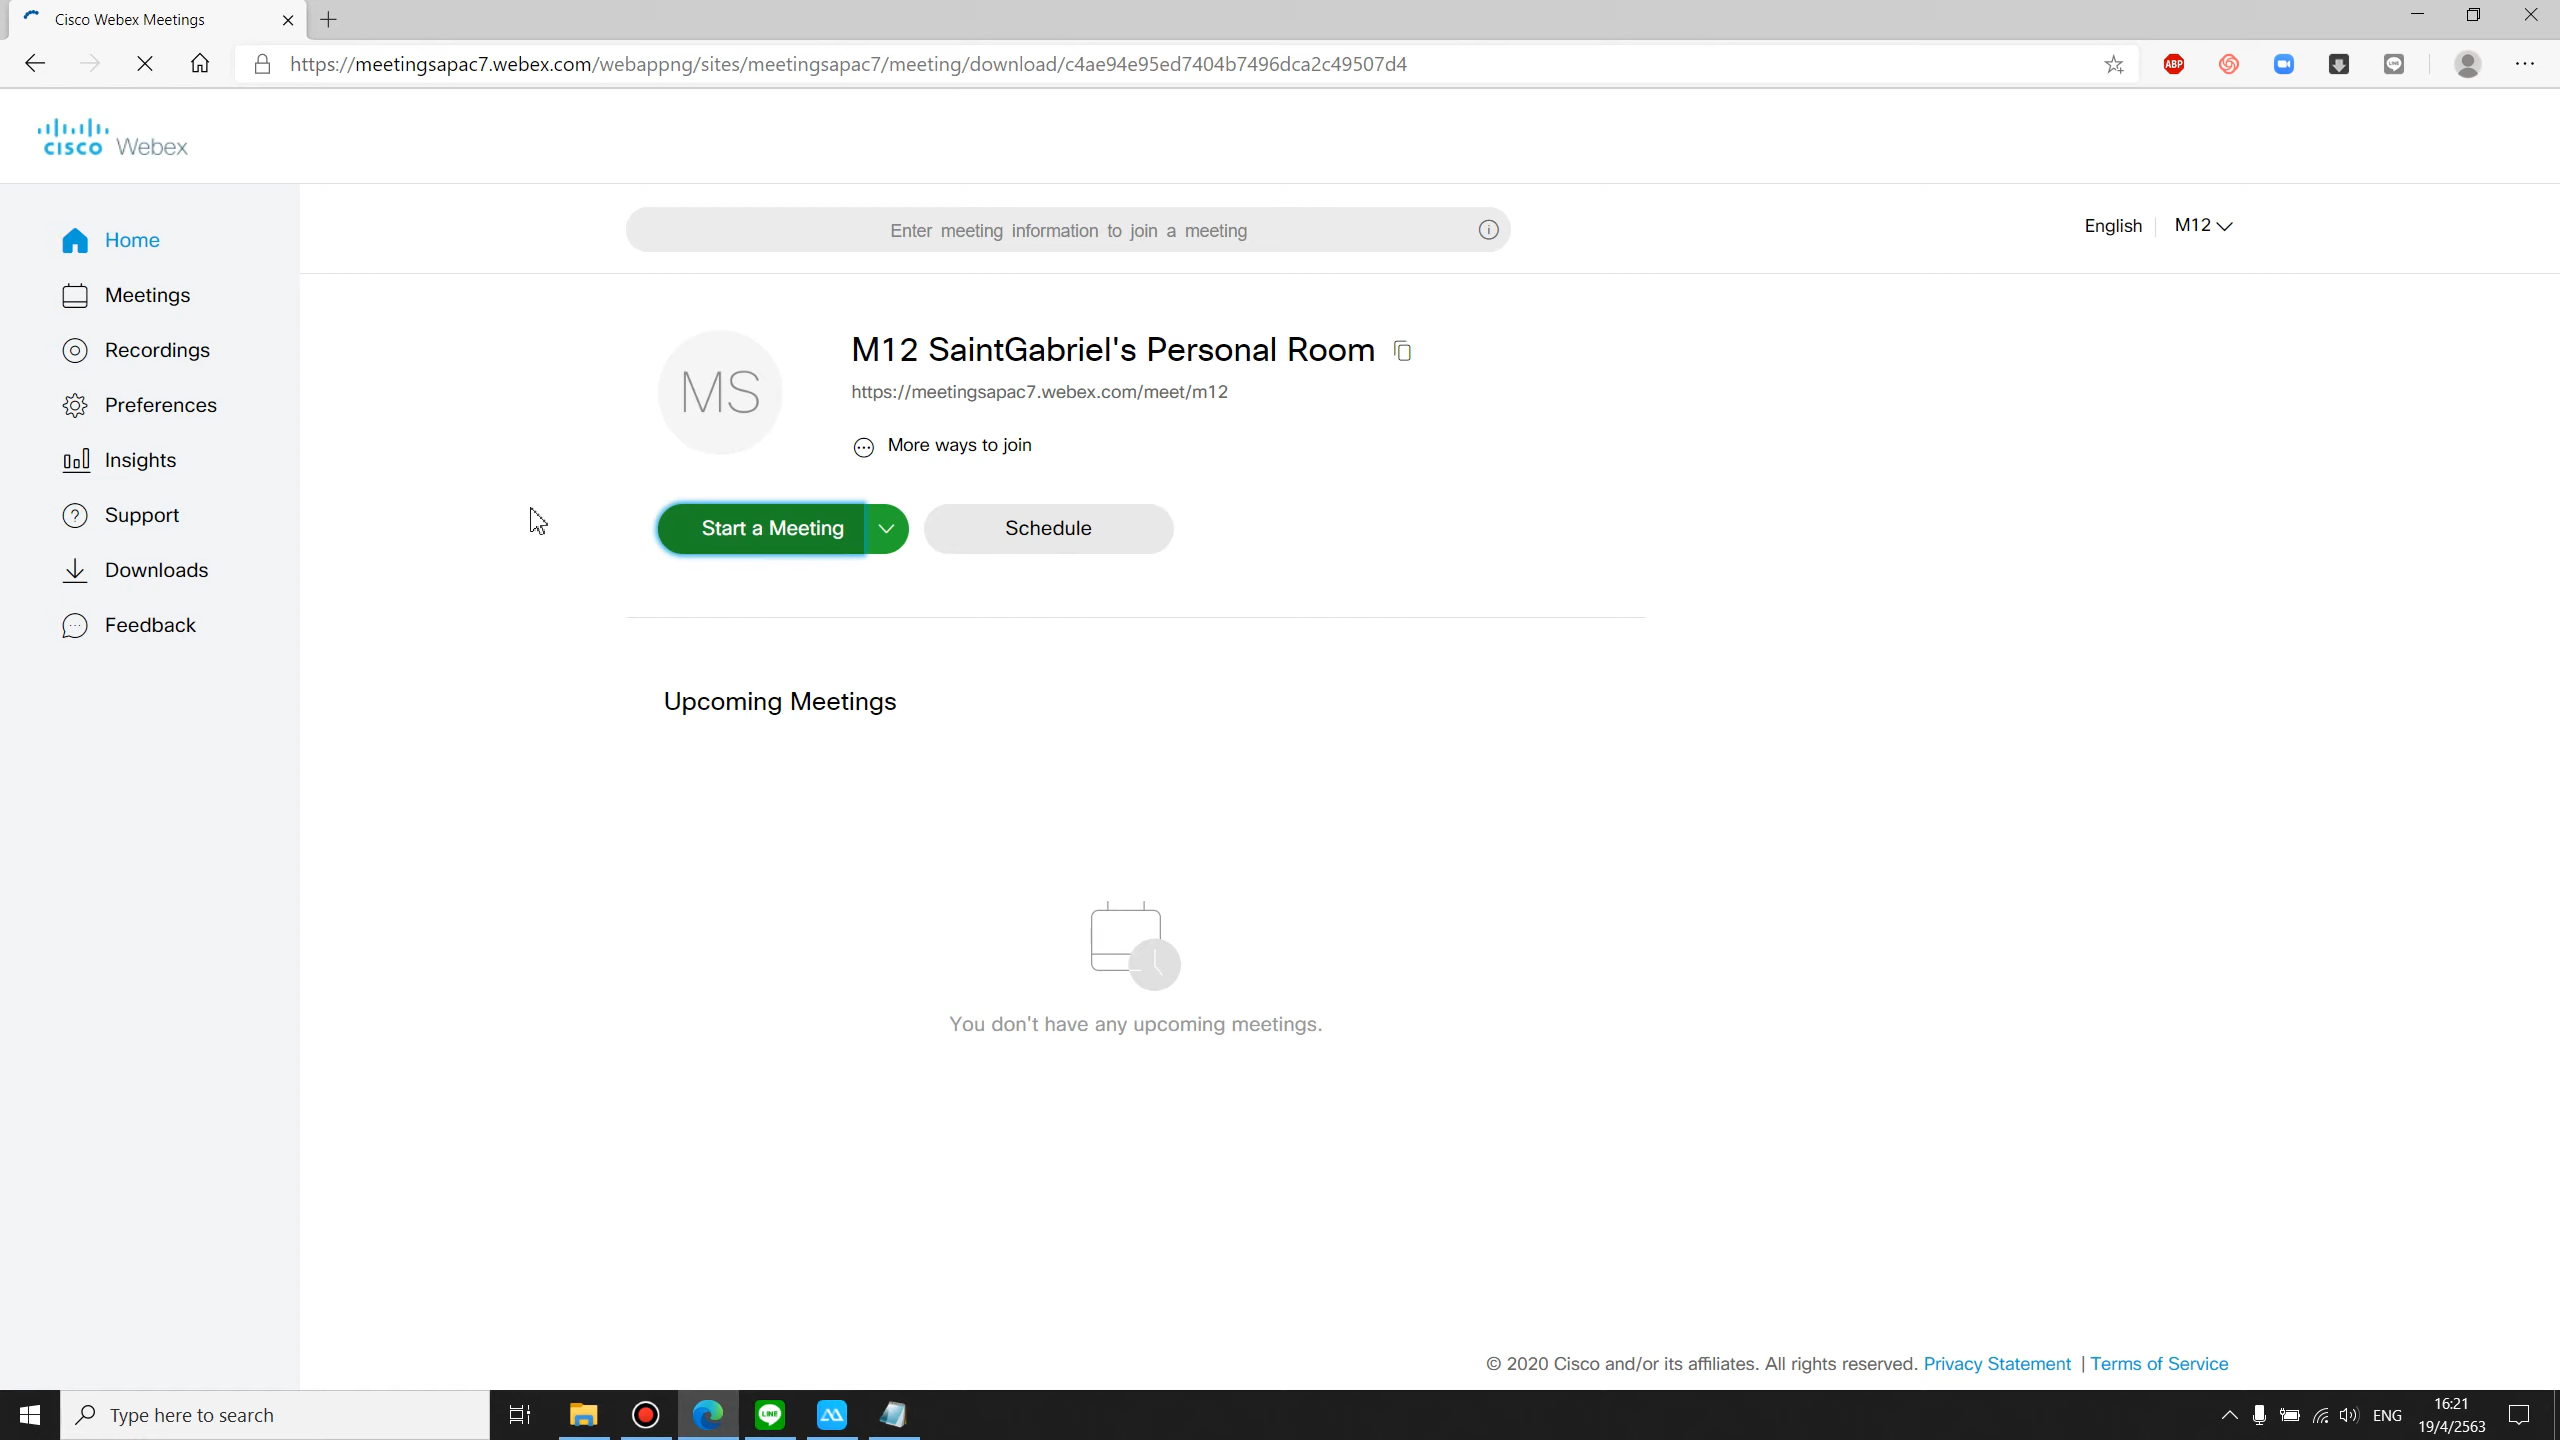 Cisco Webex Meetings
https://meetingsapac7.webex.com/webappng/sites/meetingsapac7/meeting/download/c4ae94e95ed7404b7496dca2c49507d4
ABP
CISCO Webex
Enter meeting information to join a meeting
English
M12
Home
Meetings
Recordings
Preferences
Insights
Support
Downloads
Feedback
MS
M12 SaintGabriel's Personal Room
https://meetingsapac7.webex.com/meet/m12
More ways to join
Start a Meeting
Schedule
Upcoming Meetings
You don't have any upcoming meetings.
© 2020 Cisco and/or its affiliates. All rights reserved. Privacy Statement | Terms of Service
Type here to search
LINE
ENG
16:21
19/4/2563